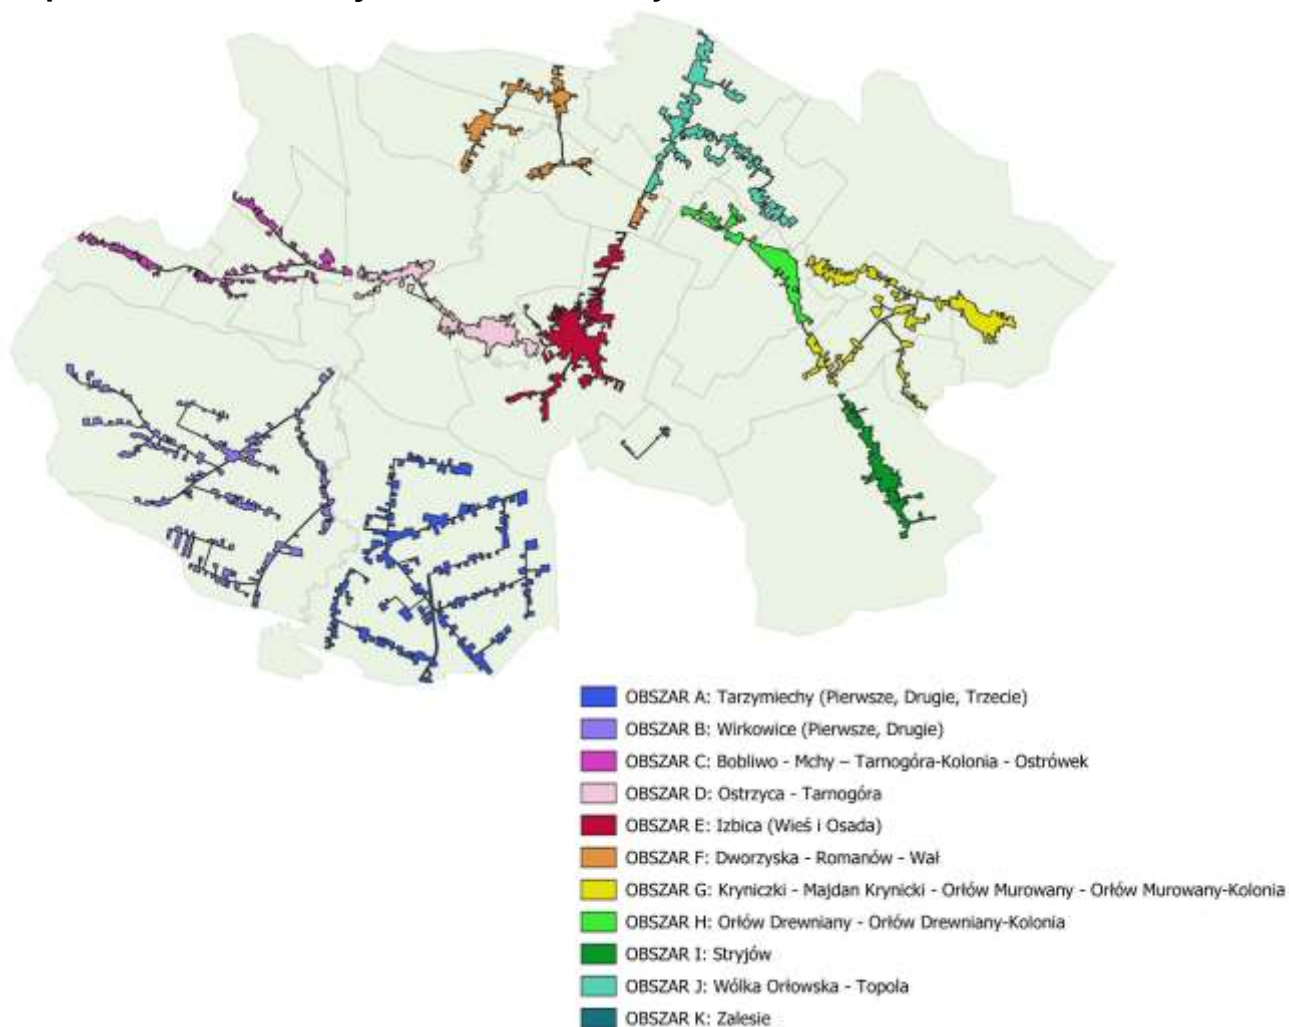 OBSZAR A: Tarzymiechy (Pierwsze, Drugie, Trzecie)
OBSZAR B: Wirkowice (Pierwsze, Drugie)
OBSZAR C: Bobliwo - Mchy – Tarnogóra-Kolonia - Ostrówek
OBSZAR D: Ostrzyca - Tarnogóra
OBSZAR E: Izbica (Wieś i Osada)
OBSZAR F: Dworzyska - Romanów - Wał
OBSZAR G: Kryniczki - Majdan Krynicki - Orłów Murowany - Orłów Murowany-Kolonia
OBSZAR H: Orłów Drewniany - Orłów Drewniany-Kolonia
OBSZAR I: Stryjów
OBSZAR J: Wólka Orłowska - Topola
OBSZAR K: Zalesie